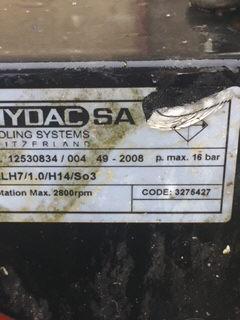 HYDAC SA
OLING SYSTEMS
ITZERLAND
12530834 / 004 49 - 2008 p. max. 16 bar
LH7/1.0/H14/So3
tation Max. 2800rpm
CODE: 3275427